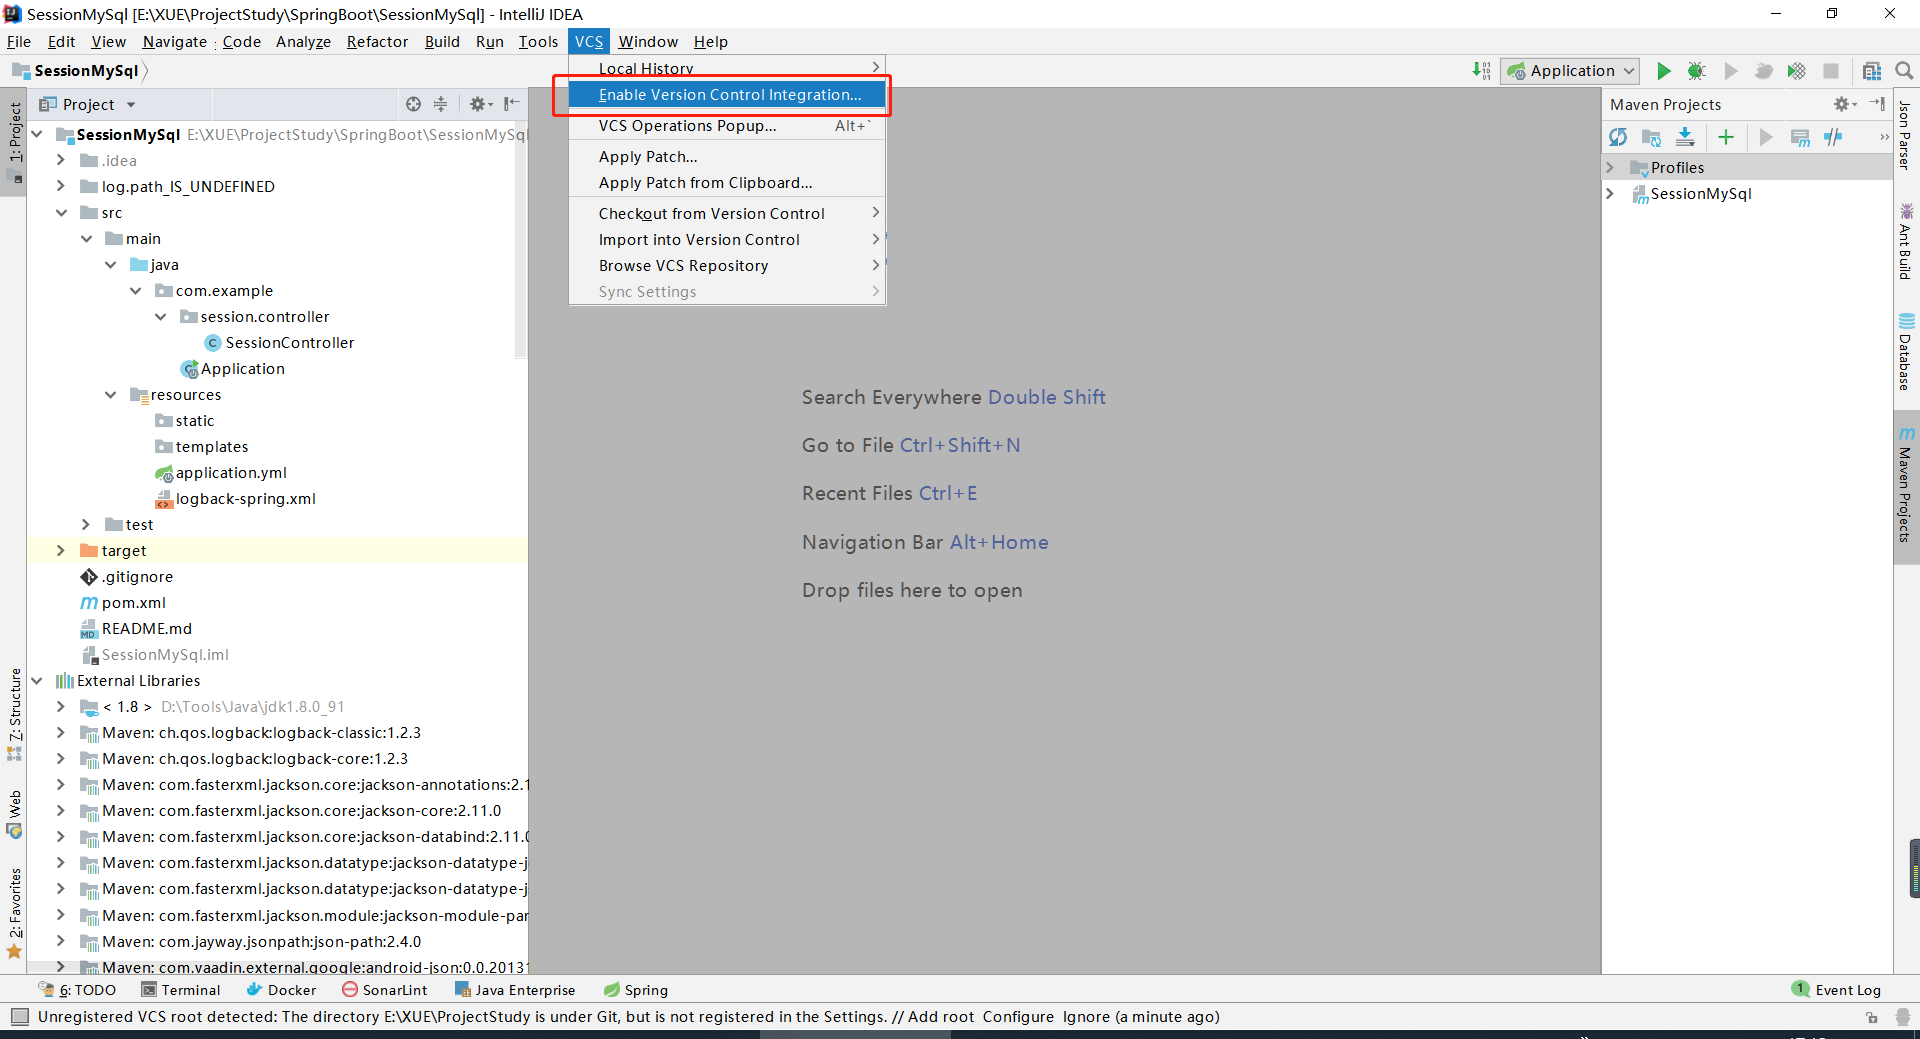 SessionMySql [E:\XUE\ProjectStudy\SpringBoot\SessionMySql] - IntelliJ IDEA
File Edit View Navigate Code Analyze Refactor Build Run Tools VCS Window Help
SessionMySql
Application
Local History
Enable Version Control Integration...
VCS Operations Popup... Alt+`
Apply Patch...
Apply Patch from Clipboard...
Checkout from Version Control
Import into Version Control
Browse VCS Repository
Sync Settings
1: Project
7: Structure
Web
2: Favorites
Project
SessionMySql E:\XUE\ProjectStudy\SpringBoot\SessionMySql
.idea
log.path_IS_UNDEFINED
src
main
java
com.example
session.controller
SessionController
Application
resources
static
templates
application.yml
logback-spring.xml
test
target
.gitignore
pom.xml
README.md
SessionMySql.iml
External Libraries
< 1.8 > D:\Tools\Java\jdk1.8.0_91
Maven: ch.qos.logback:logback-classic:1.2.3
Maven: ch.qos.logback:logback-core:1.2.3
Maven: com.fasterxml.jackson.core:jackson-annotations:2.1
Maven: com.fasterxml.jackson.core:jackson-core:2.11.0
Maven: com.fasterxml.jackson.core:jackson-databind:2.11.0
Maven: com.fasterxml.jackson.datatype:jackson-datatype-j
Maven: com.fasterxml.jackson.datatype:jackson-datatype-j
Maven: com.fasterxml.jackson.module:jackson-module-par
Maven: com.jayway.jsonpath:json-path:2.4.0
Maven: com.vaadin.external.google:android-json:0.0.20131
Search Everywhere Double Shift
Go to File Ctrl+Shift+N
Recent Files Ctrl+E
Navigation Bar Alt+Home
Drop files here to open
Maven Projects
Profiles
SessionMySql
Json Parser
Ant Build
Database
Maven Projects
6: TODO Terminal Docker SonarLint Java Enterprise Spring 1 Event Log
Unregistered VCS root detected: The directory E:\XUE\ProjectStudy is under Git, but is not registered in the Settings. // Add root Configure Ignore (a minute ago)